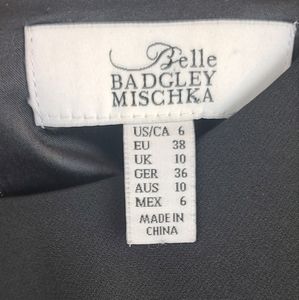 Belle
BADGLEY
MISCHKA
US/CA 6
EU 38
UK 10
GER 36
AUS 10
MEX 6
MADE IN
CHINA